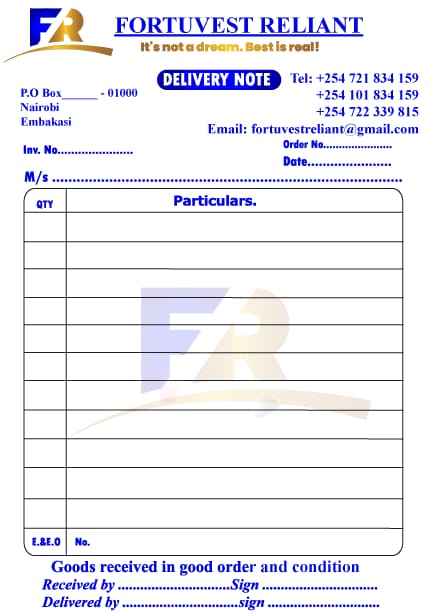 FR FORTUVEST RELIANT
It's not a dream. Best is real!
DELIVERY NOTE
Tel: +254 721 834 159
P.O Box______ - 01000
+254 101 834 159
Nairobi
+254 722 339 815
Embakasi
Email: fortuvestreliant@gmail.com
Inv. No.......................
Order No.......................
Date.......................
M/s ....................................................................................
QTY Particulars.
FR
E.&E.O No.
Goods received in good order and condition
Received by ..............................Sign ..............................
Delivered by ..............................sign ..............................